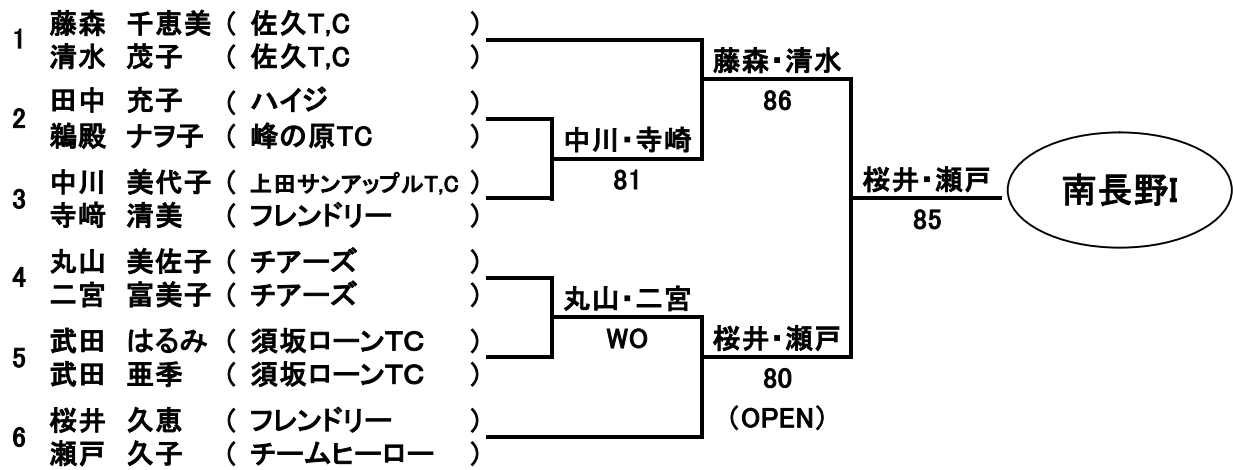 1 藤森 千恵美 ( 佐久T,C )
清水 茂子 ( 佐久T,C )
2 田中 充子 ( ハイジ )
鵜殿 ナヲ子 ( 峰の原TC )
3 中川 美代子 ( 上田サンアップルT,C )
寺﨑 清美 ( フレンドリー )
4 丸山 美佐子 ( チアーズ )
二宮 富美子 ( チアーズ )
5 武田 はるみ ( 須坂ローンTC )
武田 亜季 ( 須坂ローンTC )
6 桜井 久恵 ( フレンドリー )
瀬戸 久子 ( チームヒーロー )
中川・寺崎
81
丸山・二宮
WO
藤森・清水
86
桜井・瀬戸
80
(OPEN)
桜井・瀬戸
85
南長野I